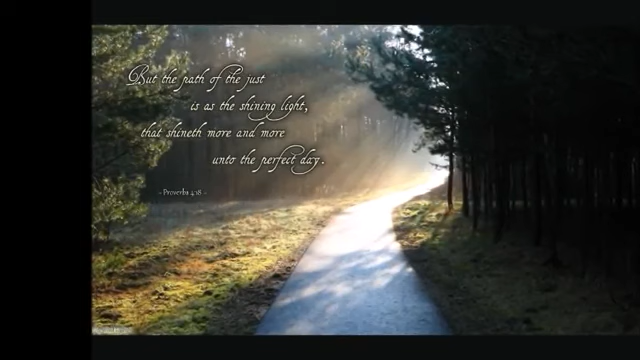 But the path of the just
is as the shining light,
that shineth more and more
unto the perfect day.
~ Proverbs 4:18 ~